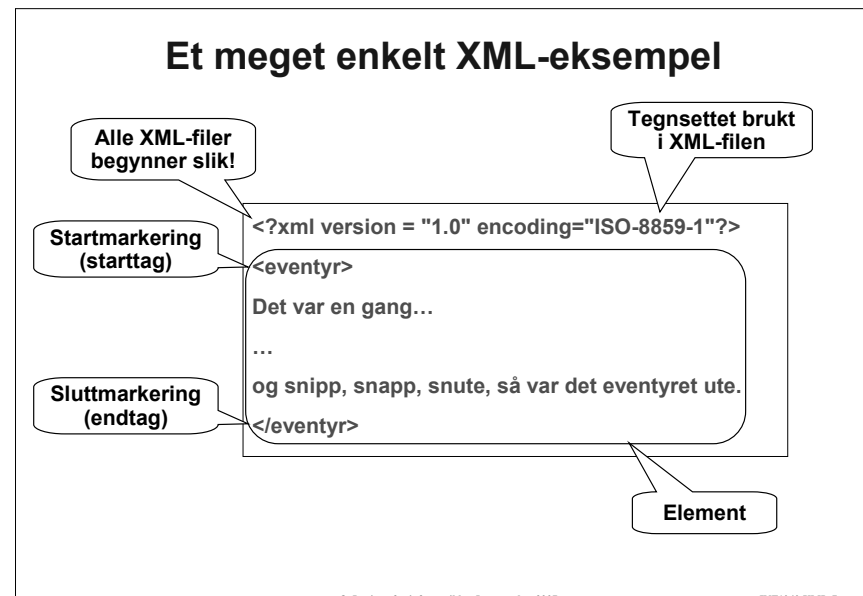 Et meget enkelt XML-eksempel
Alle XML-filer
begynner slik!
Tegnsettet brukt
i XML-filen
<?xml version = "1.0" encoding="ISO-8859-1"?>
Startmarkering
(starttag)
<eventyr>
Det var en gang…
…
og snipp, snapp, snute, så var det eventyret ute.
Sluttmarkering
(endtag)
</eventyr>
Element